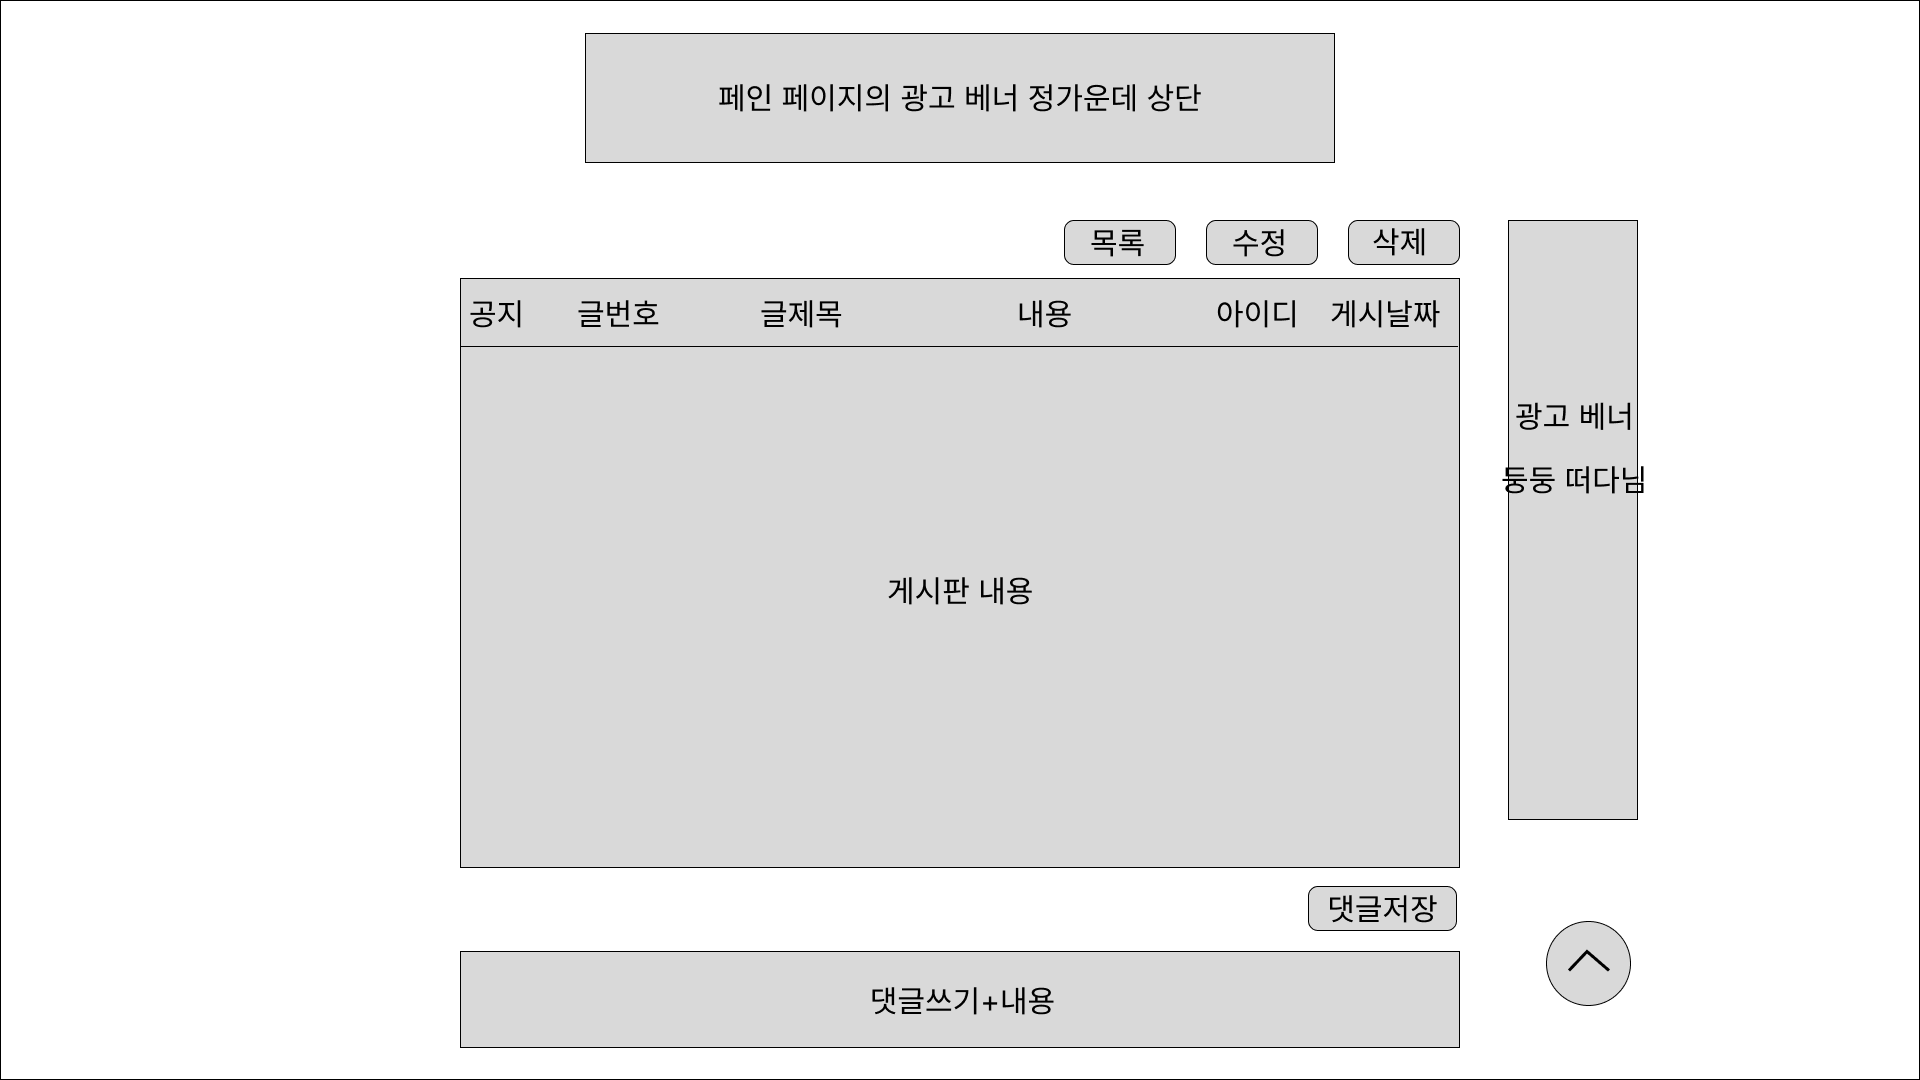 페인 페이지의 광고 베너 정가운데 상단
목록 수정 삭제
공지 글번호 글제목 내용 아이디 게시날짜
광고 베너
둥둥 떠다님
게시판 내용
댓글저장
댓글쓰기+내용